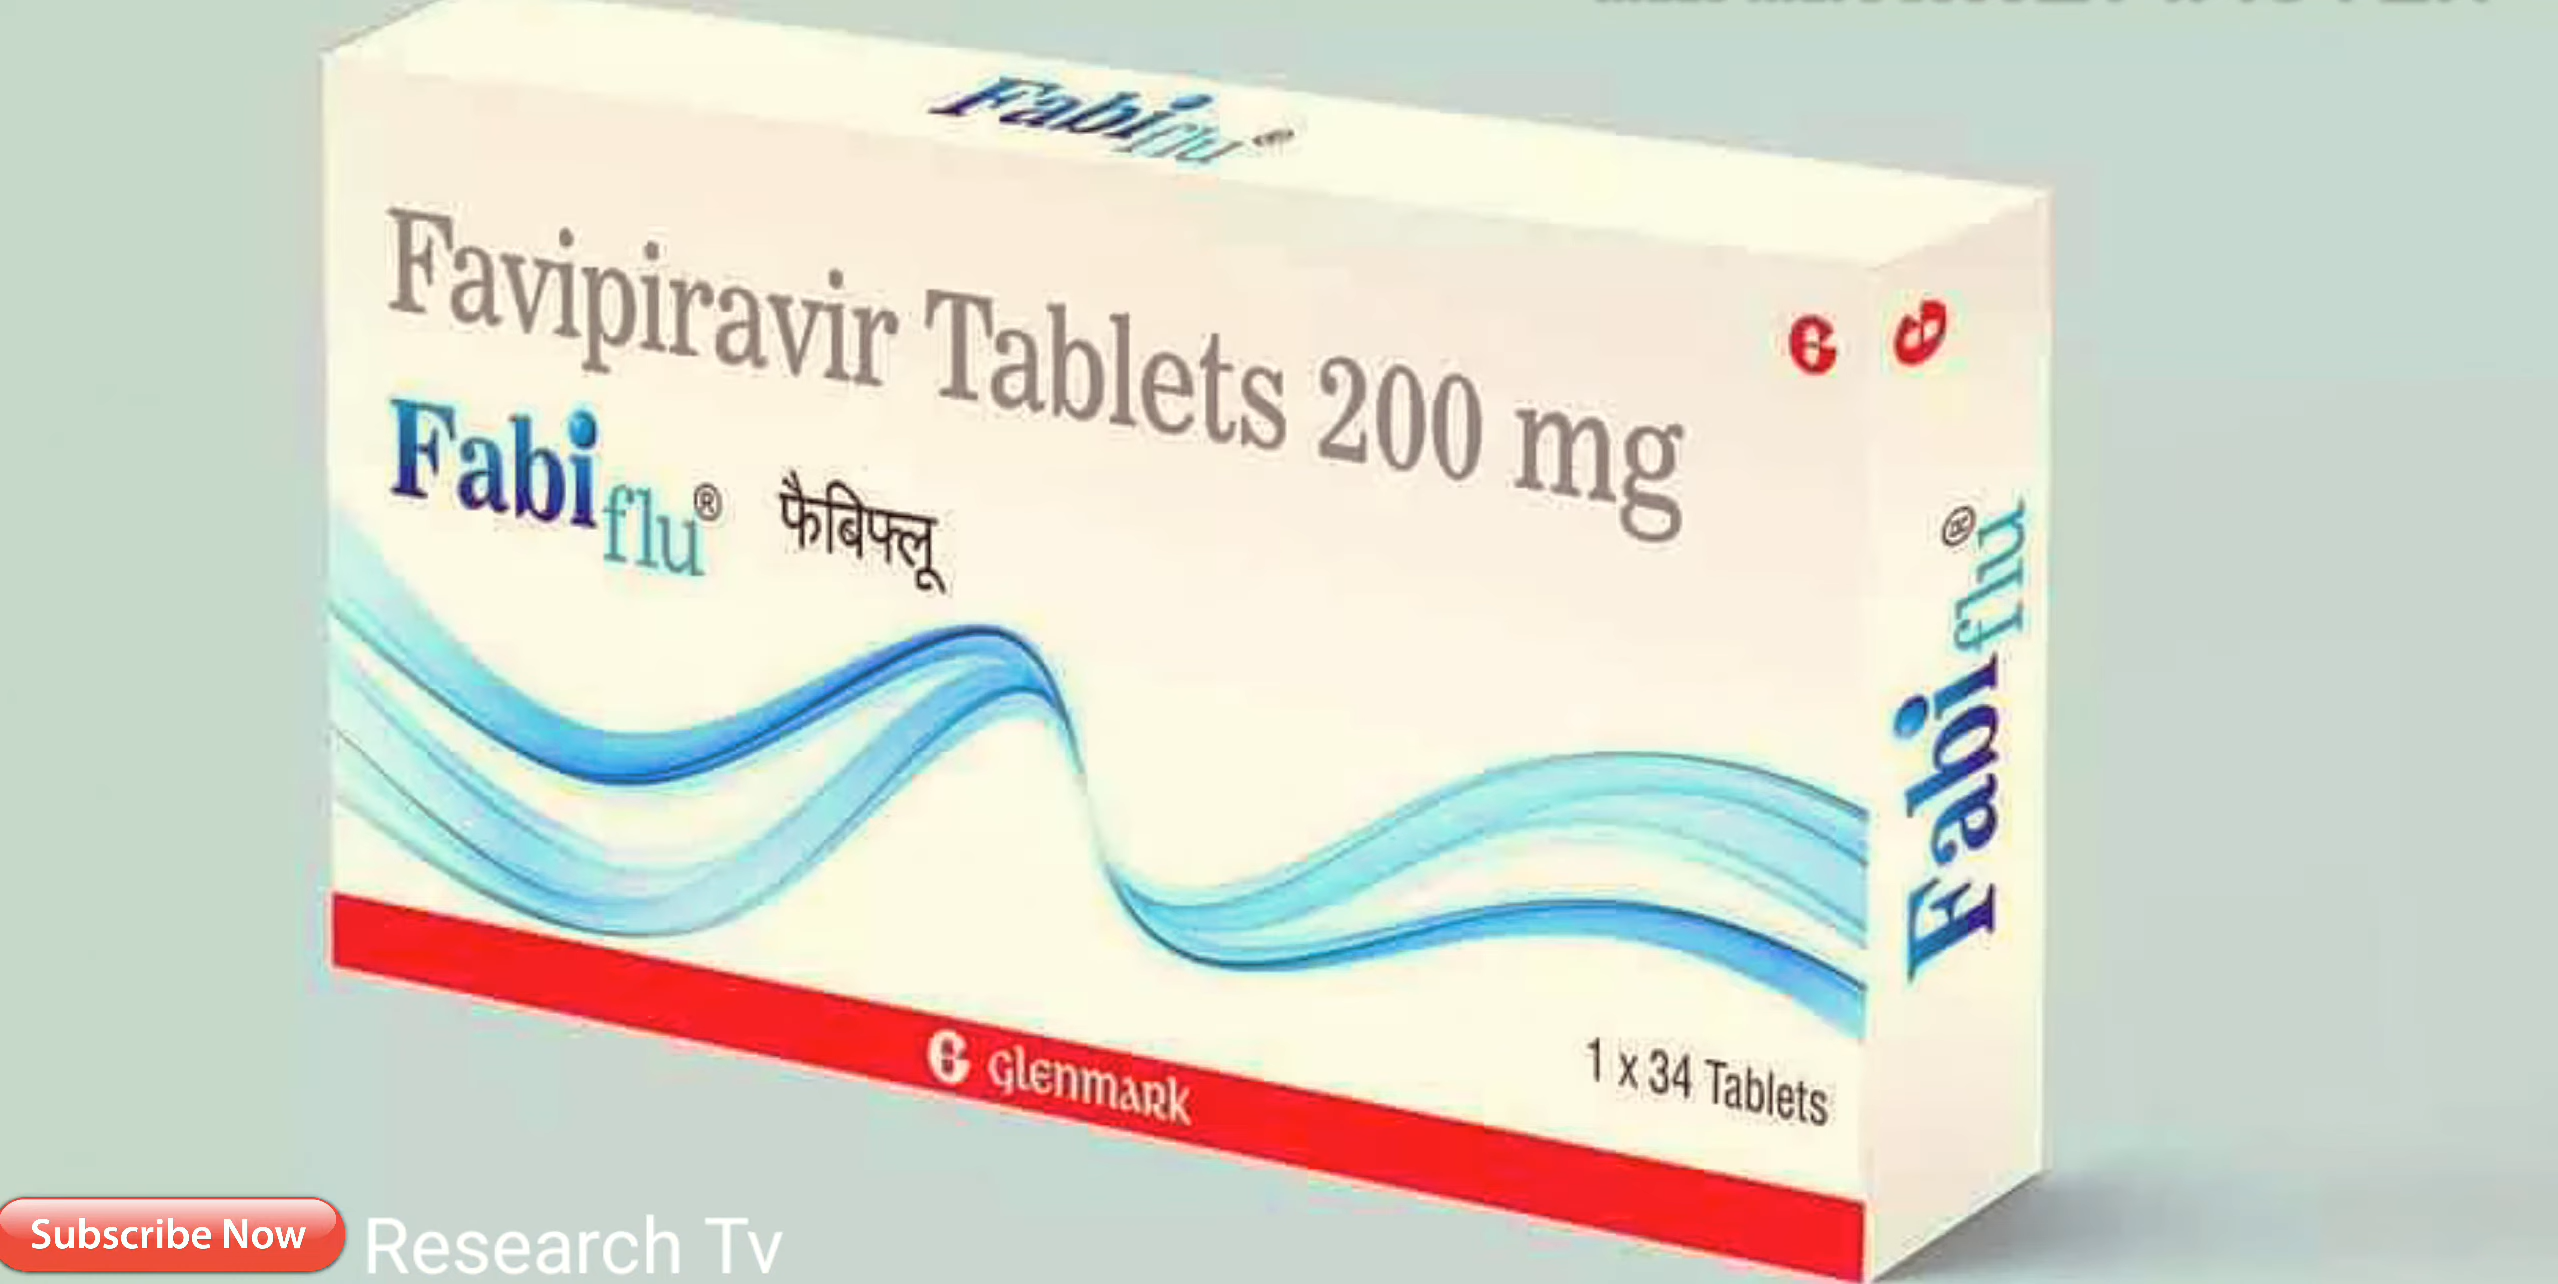 Fabiflu®
Favipiravir Tablets 200 mg
Fabiflu® फैबिफ्लू
Fabiflu®
1 x 34 Tablets
Glenmark
Subscribe Now Research Tv